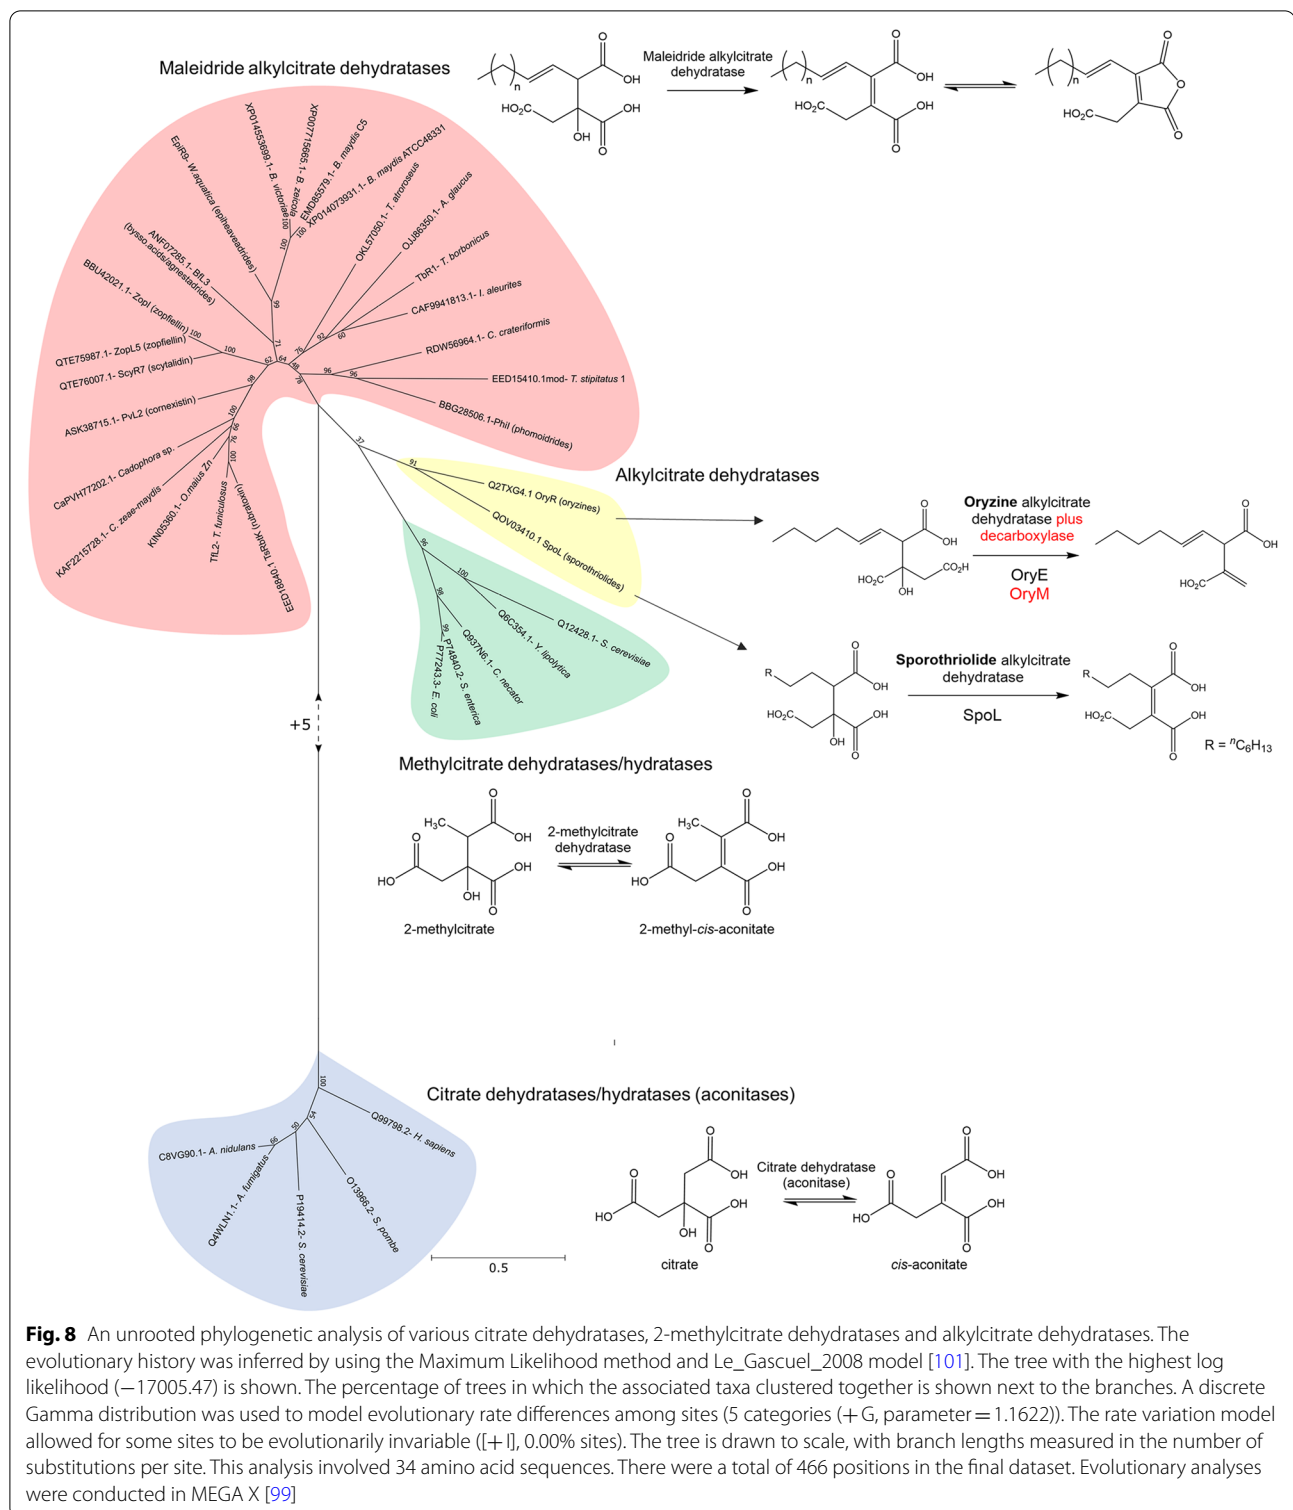 Maleidride alkylcitrate dehydratases
Maleidride alkylcitrate
dehydratase
XP014553699.1- B. victoriae
XP007715665.1- B. zeicola
EMD85579.1- B. maydis C5
XP014073931.1- B. maydis ATCC48331
EpiR9- W.aquatica (epiheaveadrides)
OKL57050.1- T. atroroseus
OJJ86350.1- A. glaucus
ANF07285.1- BfL3
(bysso.acids/agnestadrides)
TbR1- T. borbonicus
BBU42021.1- ZopI (zopfiellin)
CAF9941813.1- I. aleurites
QTE75987.1- ZopL5 (zopfiellin)
RDW56964.1- C. crateriformis
QTE76007.1- ScyR7 (scytalidin)
EED15410.1mod- T. stipitatus 1
ASK38715.1- PvL2 (cornexistin)
BBG28506.1-PhiI (phomoidrides)
CaPVH77202.1- Cadophora sp.
KAF2215728.1- C. zeae-maydis
KIN05360.1- O.maius Zn
TfL2- T. funiculosus
EED18840.1TsRbIK (rubratoxin)
Alkylcitrate dehydratases
Q2TXG4.1 OryR (oryzines)
QOV03410.1 SpoL (sporothriolides)
Oryzine alkylcitrate
dehydratase plus
decarboxylase
OryE
OryM
Q12428.1- S. cerevisiae
Q6C354.1- Y. lipolytica
Q937N6.1- C. necator
P74840.2- S. enterica
P77243.3- E. coli
Sporothriolide alkylcitrate
dehydratase
SpoL
R = nC6H13
+5
Methylcitrate dehydratases/hydratases
2-methylcitrate
dehydratase
2-methylcitrate
2-methyl-cis-aconitate
Citrate dehydratases/hydratases (aconitases)
Q99798.2- H. sapiens
C8VG90.1- A. nidulans
Q4WLN1.1- A. fumigatus
P19414.2- S. cerevisiae
O13966.2- S. pombe
Citrate dehydratase
(aconitase)
citrate
cis-aconitate
0.5
Fig. 8 An unrooted phylogenetic analysis of various citrate dehydratases, 2-methylcitrate dehydratases and alkylcitrate dehydratases. The
evolutionary history was inferred by using the Maximum Likelihood method and Le_Gascuel_2008 model [101]. The tree with the highest log
likelihood (−17005.47) is shown. The percentage of trees in which the associated taxa clustered together is shown next to the branches. A discrete
Gamma distribution was used to model evolutionary rate differences among sites (5 categories (+ G, parameter = 1.1622)). The rate variation model
allowed for some sites to be evolutionarily invariable ([+ I], 0.00% sites). The tree is drawn to scale, with branch lengths measured in the number of
substitutions per site. This analysis involved 34 amino acid sequences. There were a total of 466 positions in the final dataset. Evolutionary analyses
were conducted in MEGA X [99]